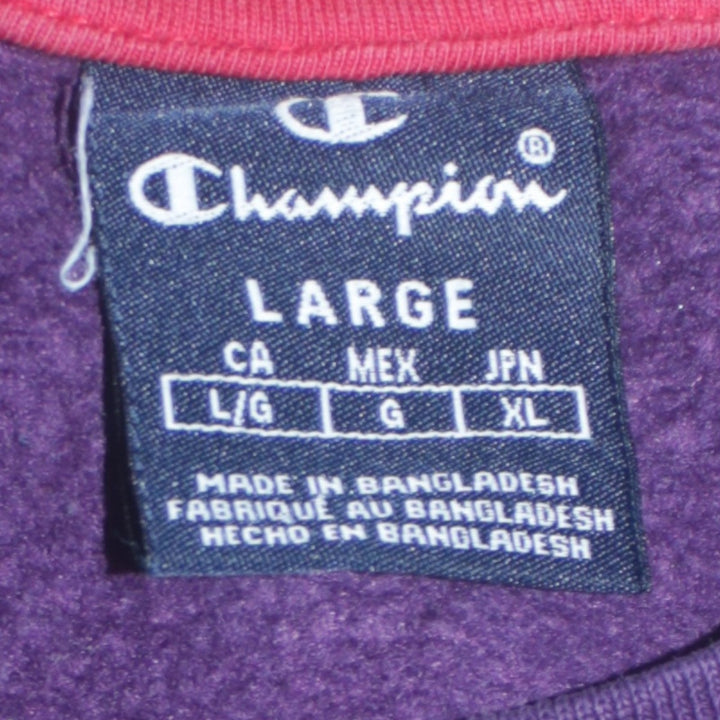 Champion®
LARGE
CA MEX JPN
L/G G XL
MADE IN BANGLADESH
FABRIQUÉ AU BANGLADESH
HECHO EN BANGLADESH